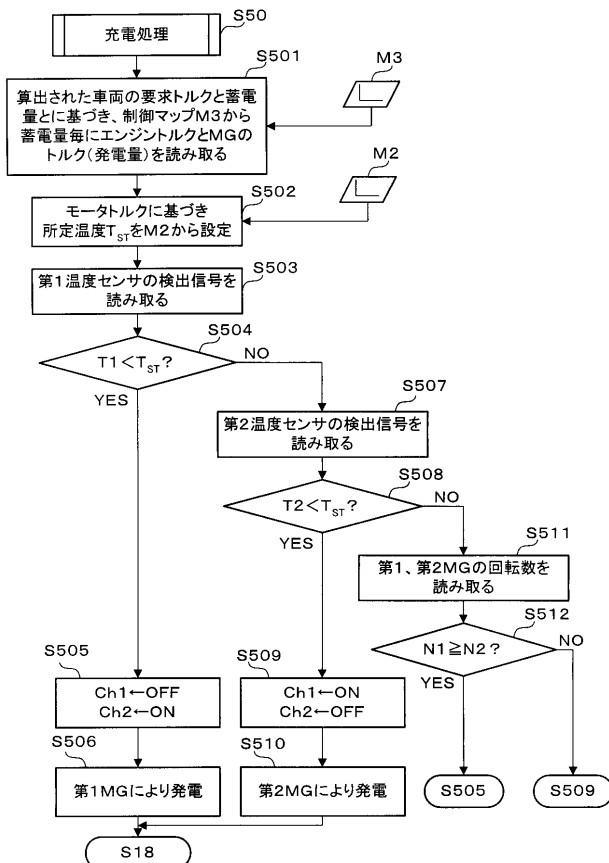 充電処理
S50
S501
算出された車両の要求トルクと蓄電
量とに基づき、制御マップM3から
蓄電量毎にエンジントルクとMGの
トルク(発電量)を読み取る
M3
S502
モータトルクに基づき
所定温度TSTをM2から設定
M2
S503
第1温度センサの検出信号を
読み取る
S504
T1<TST?
NO
YES
S507
第2温度センサの検出信号を
読み取る
S508
T2<TST?
NO
YES
S511
第1、第2MGの回転数を
読み取る
S512
N1≧N2?
NO
YES
S505
Ch1←OFF
Ch2←ON
S509
Ch1←ON
Ch2←OFF
S506
第1MGにより発電
S510
第2MGにより発電
S505
S509
S18